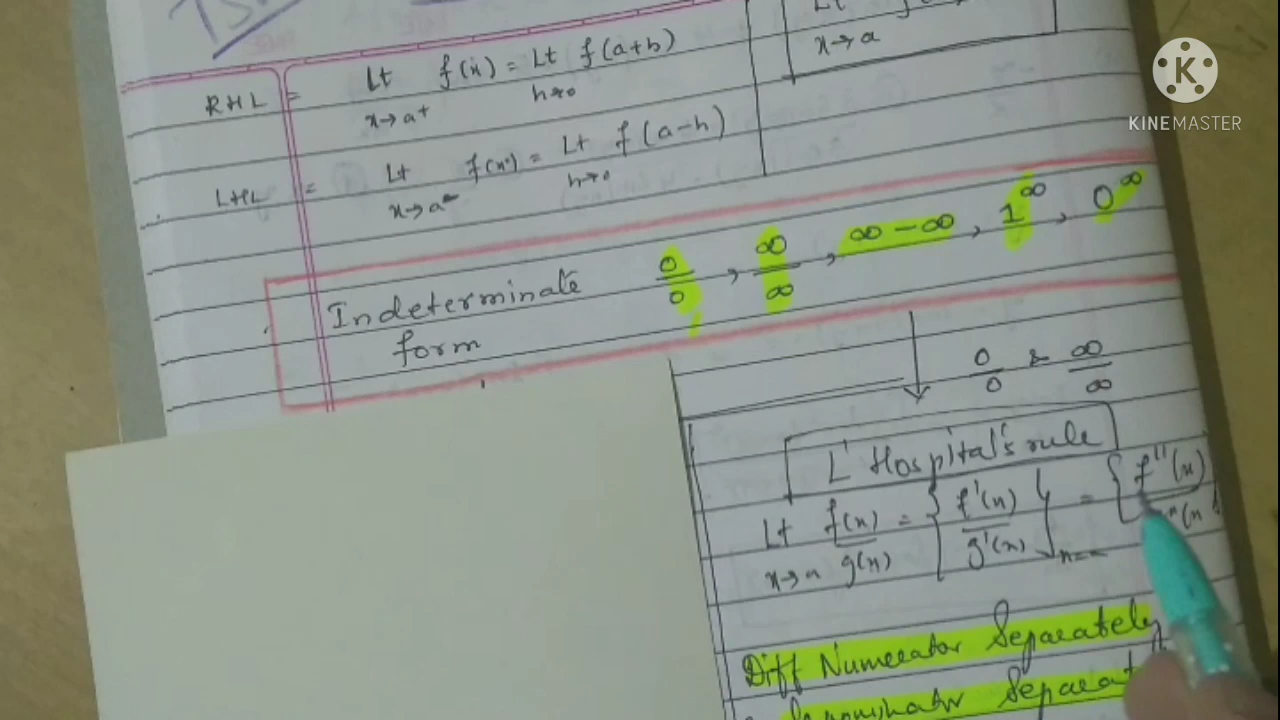 RHL = Lt x→a+ f(x) = Lt h→0 f(a+h)
Lt x→a
LHL = Lt x→a- f(x) = Lt h→0 f(a-h)
Indeterminate form 0/0, ∞/∞, ∞-∞, 1^∞, 0^∞
0/0 & ∞/∞
L' Hospital's rule
Lt x→a f(x)/g(x) = {f'(x)/g'(x)} = {f''(x)
Diff Numerator Separately
KINEMASTER